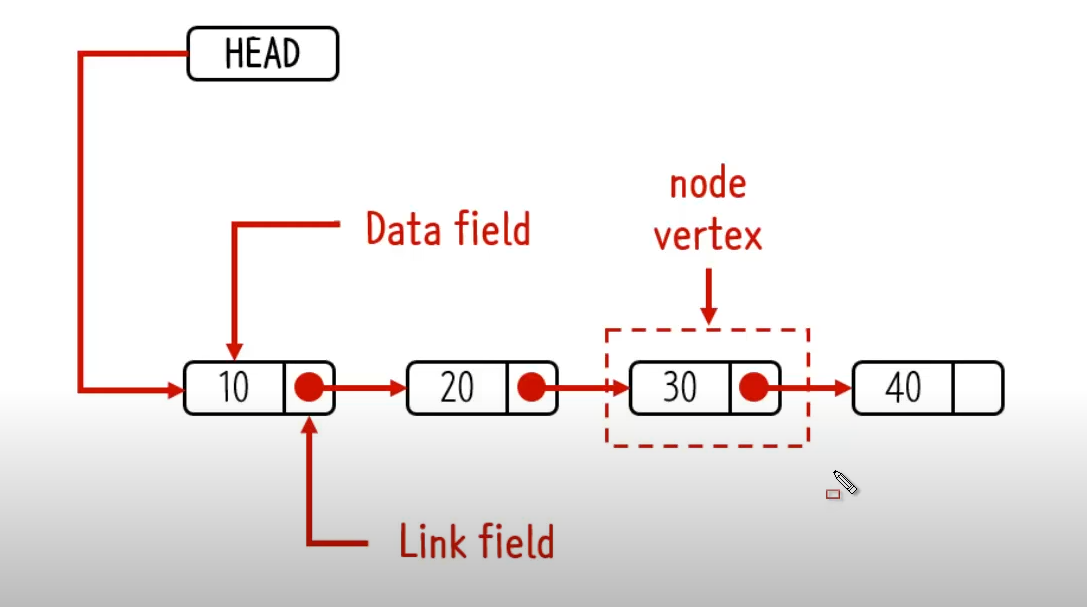 HEAD
node
vertex
Data field
10
20
30
40
Link field